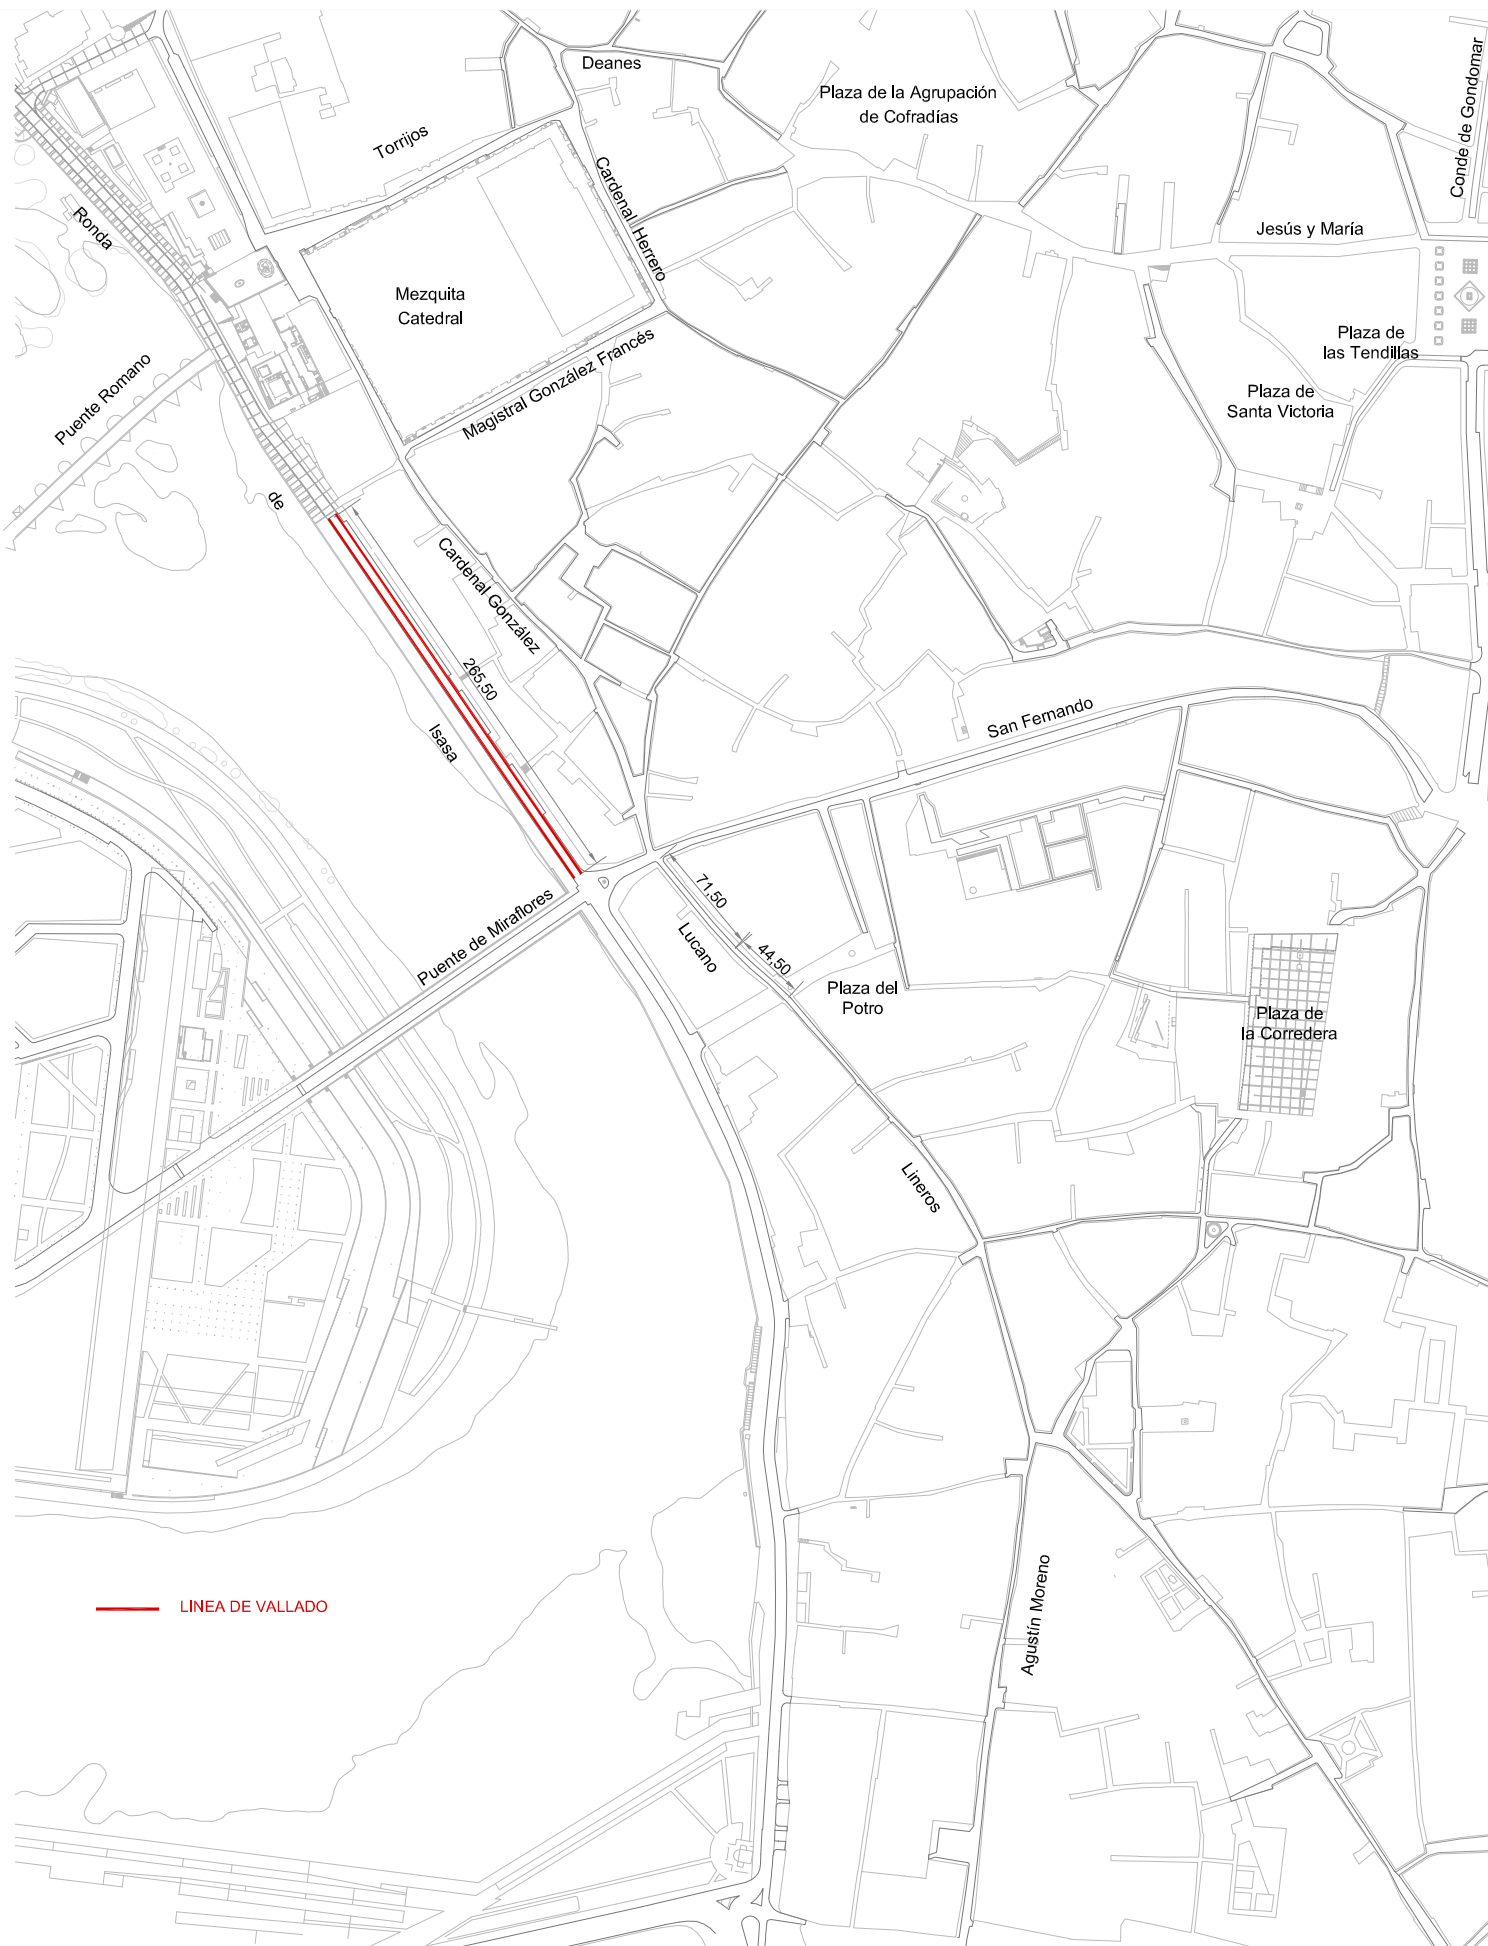 Deanes
Plaza de la Agrupación
de Cofradías
Conde de Gondomar
Torrijos
Cardenal Herrero
Ronda
Jesús y María
Mezquita
Catedral
Plaza de
las Tendillas
Puente Romano
Magistral González Francés
Plaza de
Santa Victoria
de
Cardenal González
265,50
Isasa
San Fernando
71,50
Puente de Miraflores
Lucano
44,50
Plaza del
Potro
Plaza de
la Corredera
Lineros
Agustín Moreno
LINEA DE VALLADO